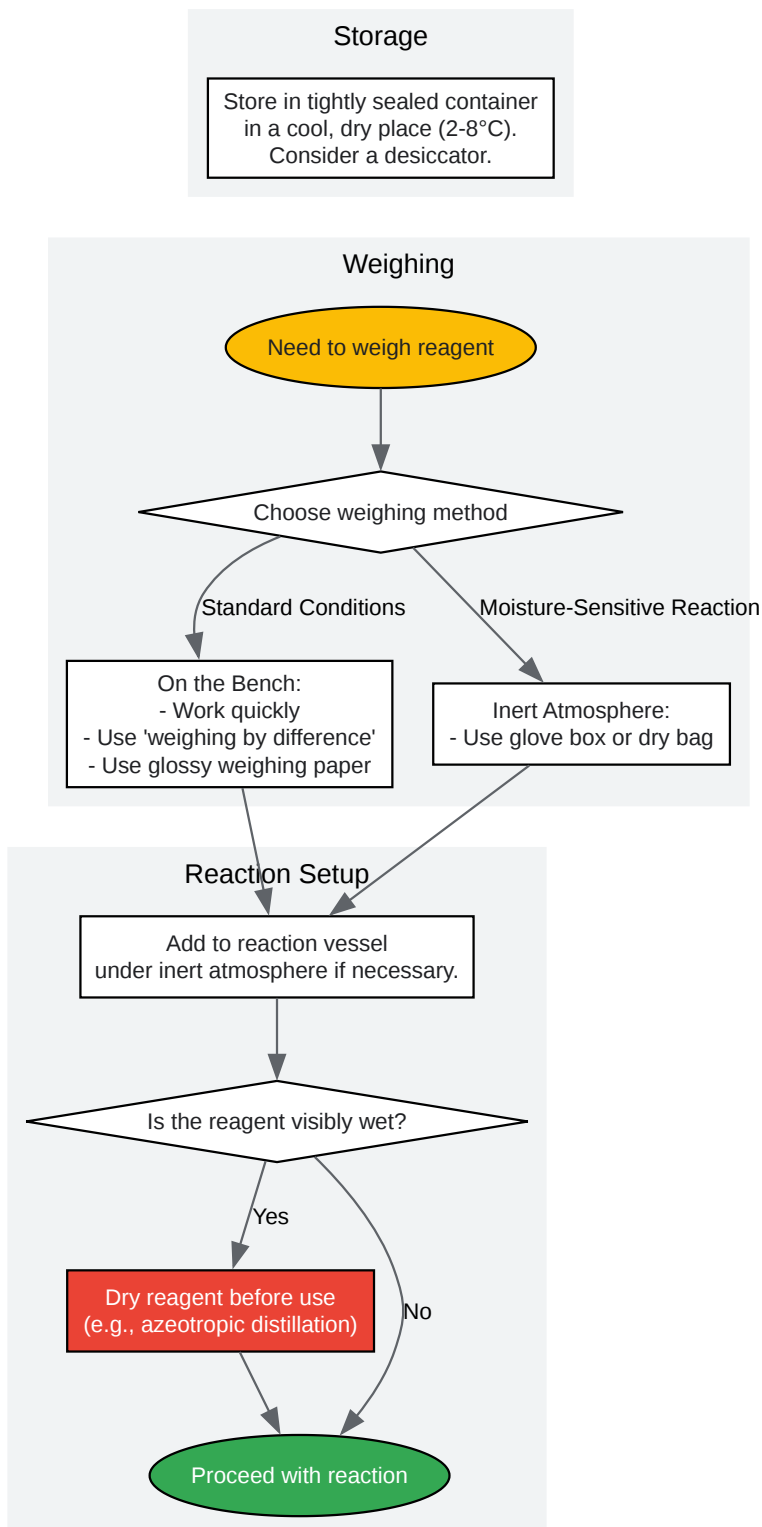 Storage
Store in tightly sealed container
in a cool, dry place (2-8°C).
Consider a desiccator.
Weighing
Need to weigh reagent
Choose weighing method
Standard Conditions
Moisture-Sensitive Reaction
On the Bench:
- Work quickly
- Use 'weighing by difference'
- Use glossy weighing paper
Inert Atmosphere:
- Use glove box or dry bag
Reaction Setup
Add to reaction vessel
under inert atmosphere if necessary.
Is the reagent visibly wet?
Yes
Dry reagent before use
(e.g., azeotropic distillation)
No
Proceed with reaction